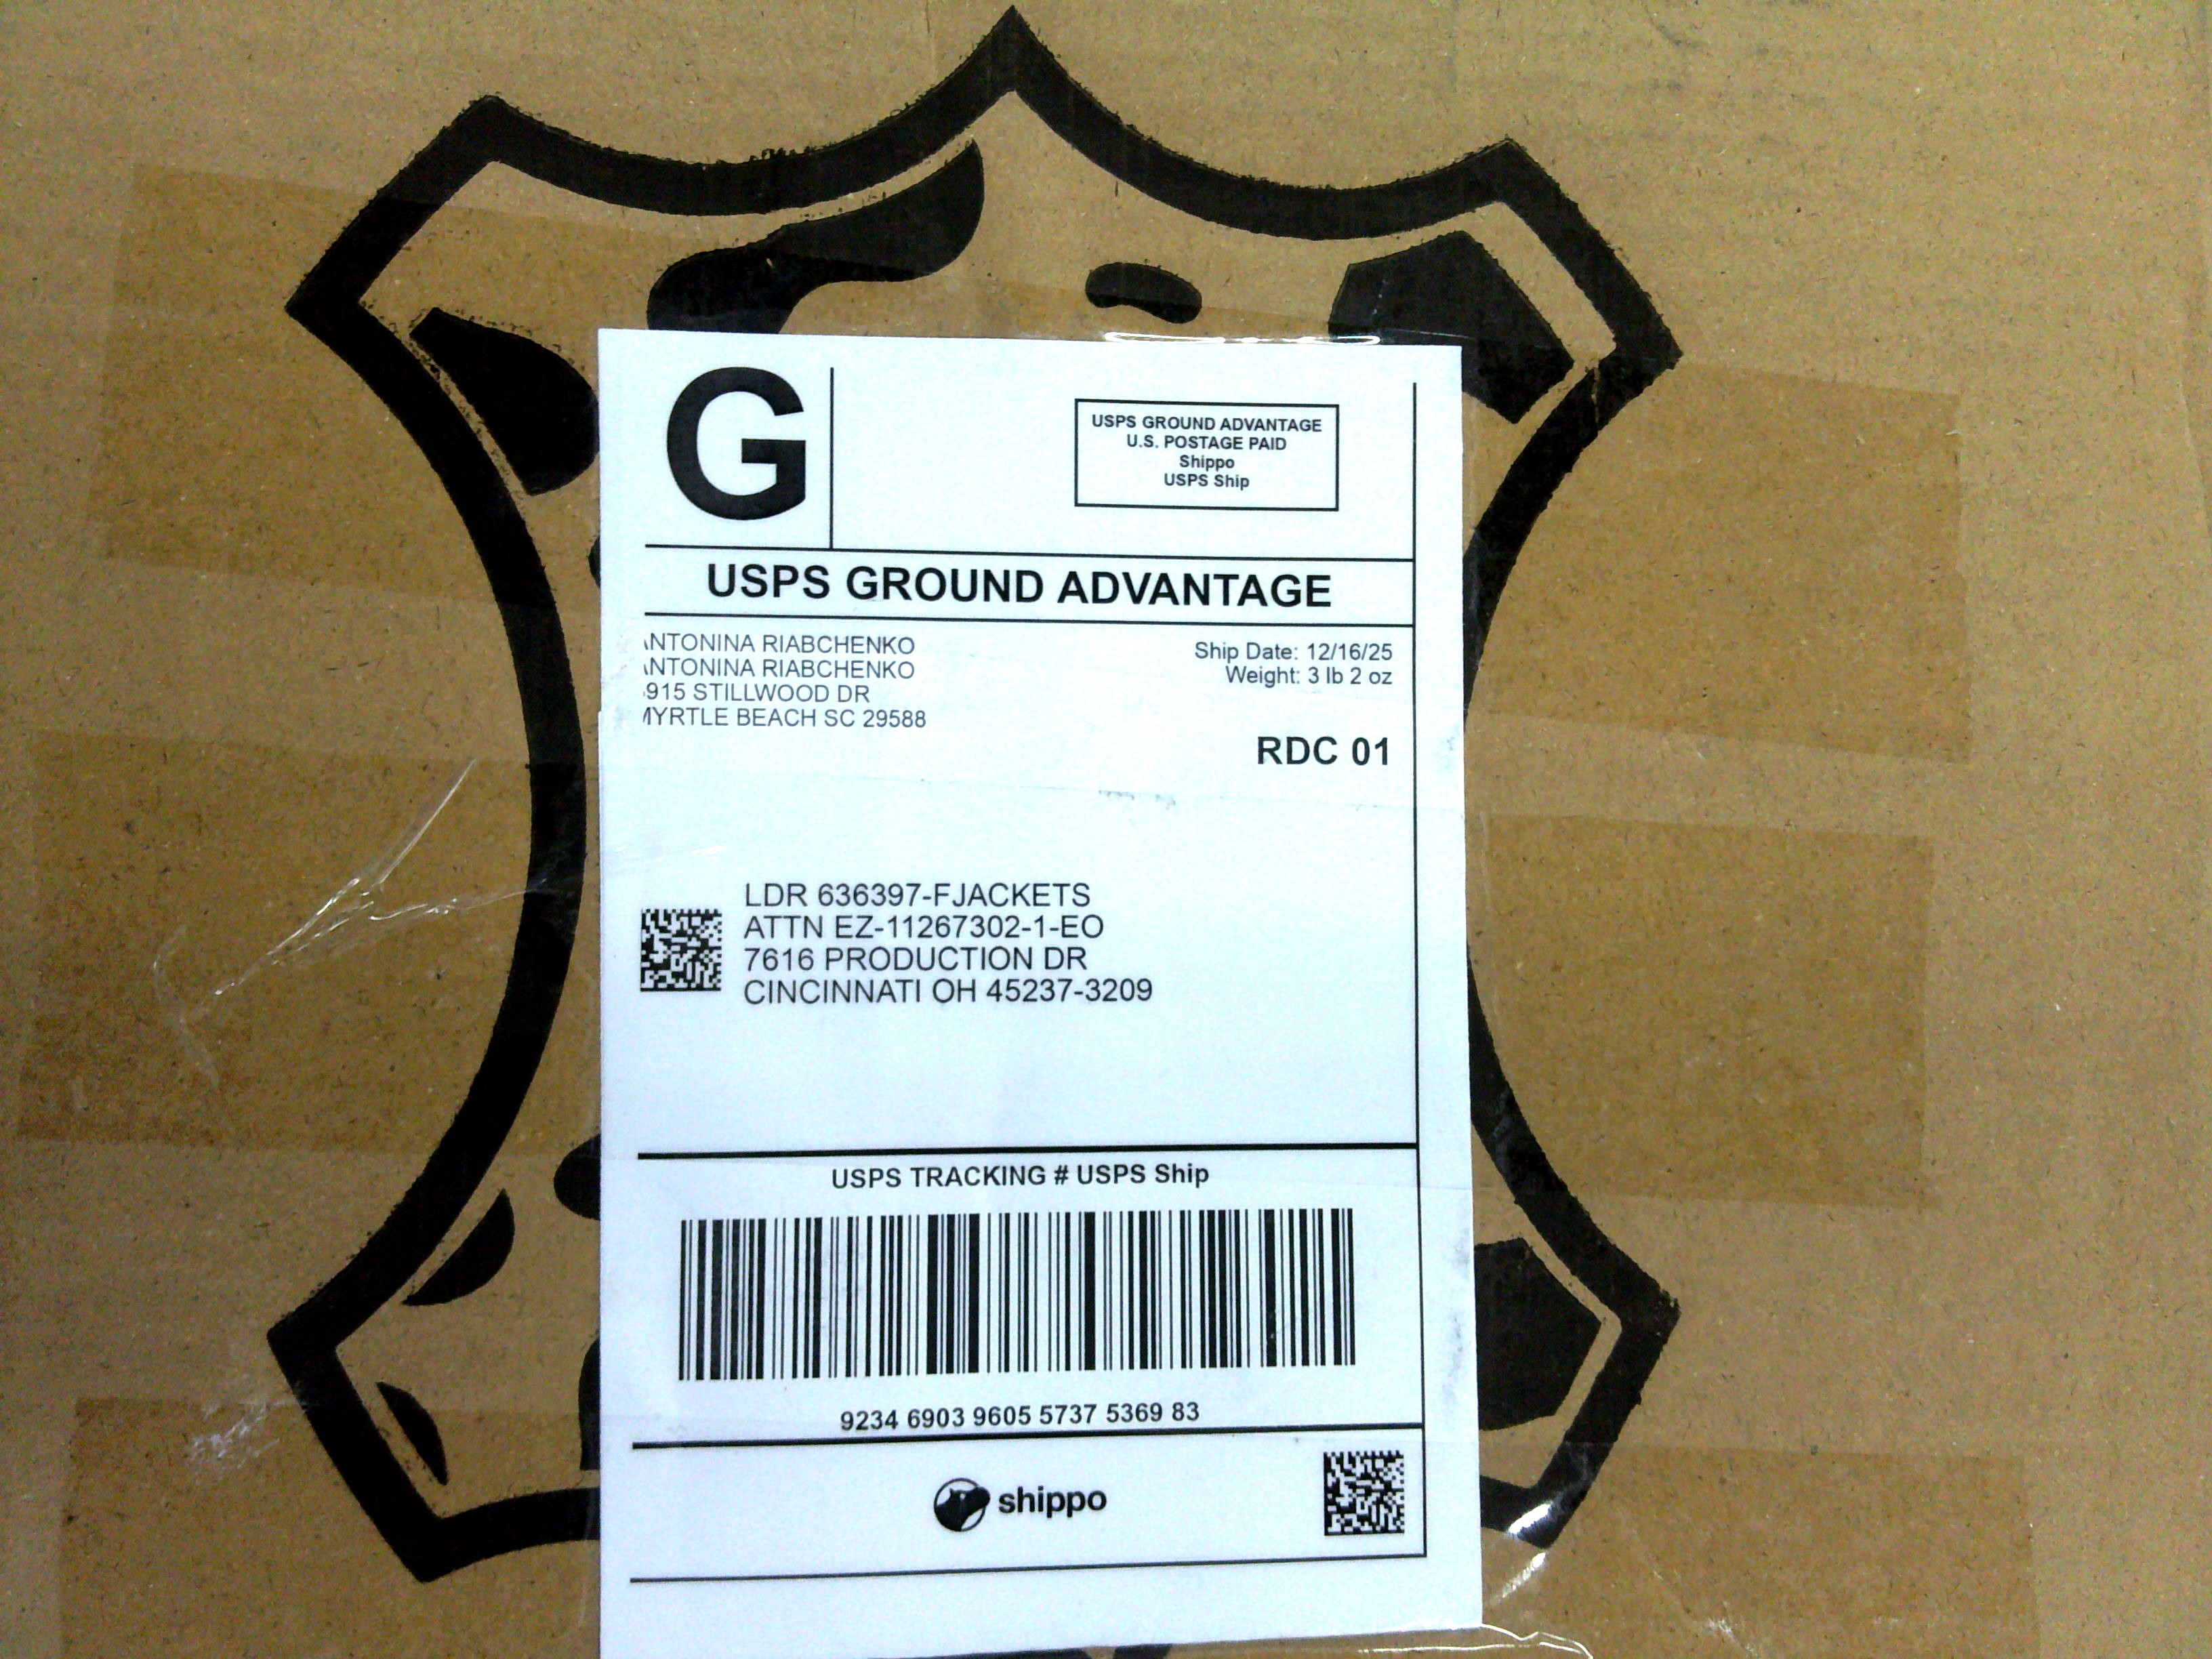 G
USPS GROUND ADVANTAGE
U.S. POSTAGE PAID
Shippo
USPS Ship
USPS GROUND ADVANTAGE
NTONINA RIABCHENKO
NTONINA RIABCHENKO
915 STILLWOOD DR
MYRTLE BEACH SC 29588
Ship Date: 12/16/25
Weight: 3 lb 2 oz
RDC 01
LDR 636397-FJACKETS
ATTN EZ-11267302-1-EO
7616 PRODUCTION DR
CINCINNATI OH 45237-3209
USPS TRACKING # USPS Ship
9234 6903 9605 5737 5369 83
shippo